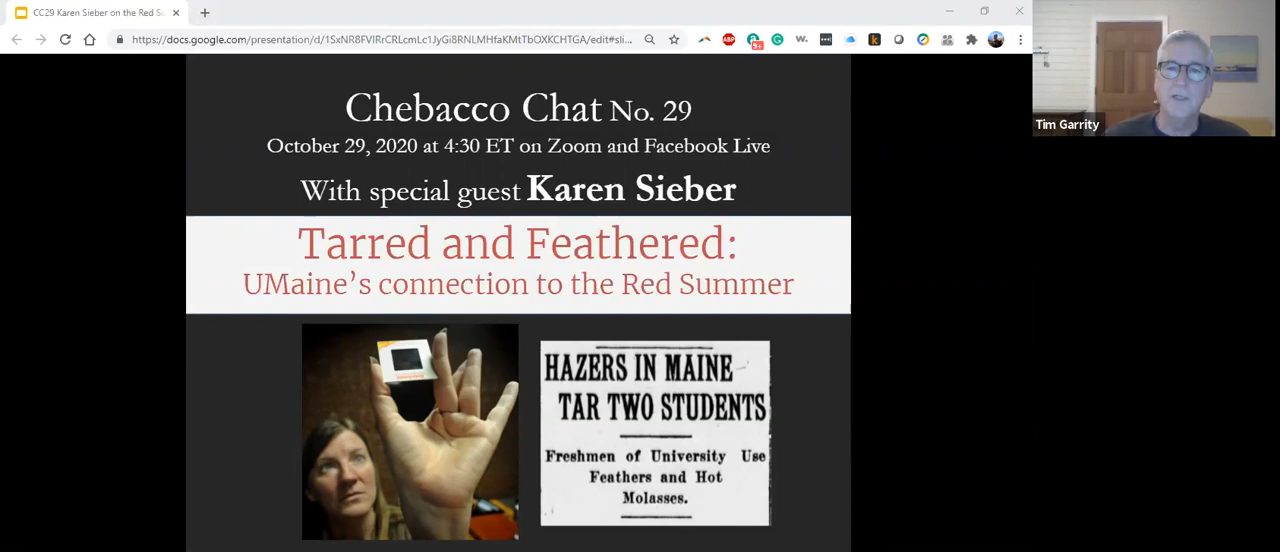 CC29 Karen Sieber on the Red Su
https://docs.google.com/presentation/d/1SxNR8FVIRrCRLcmLc1JyGi8RNLMHfaKMtTbOXKCHTGA/edit#sli...
ABP
9+
w.
k
Tim Garrity
Chebacco Chat No. 29
October 29, 2020 at 4:30 ET on Zoom and Facebook Live
With special guest Karen Sieber
Tarred and Feathered:
UMaine's connection to the Red Summer
HAZERS IN MAINE
TAR TWO STUDENTS
Freshmen of University Use
Feathers and Hot
Molasses.